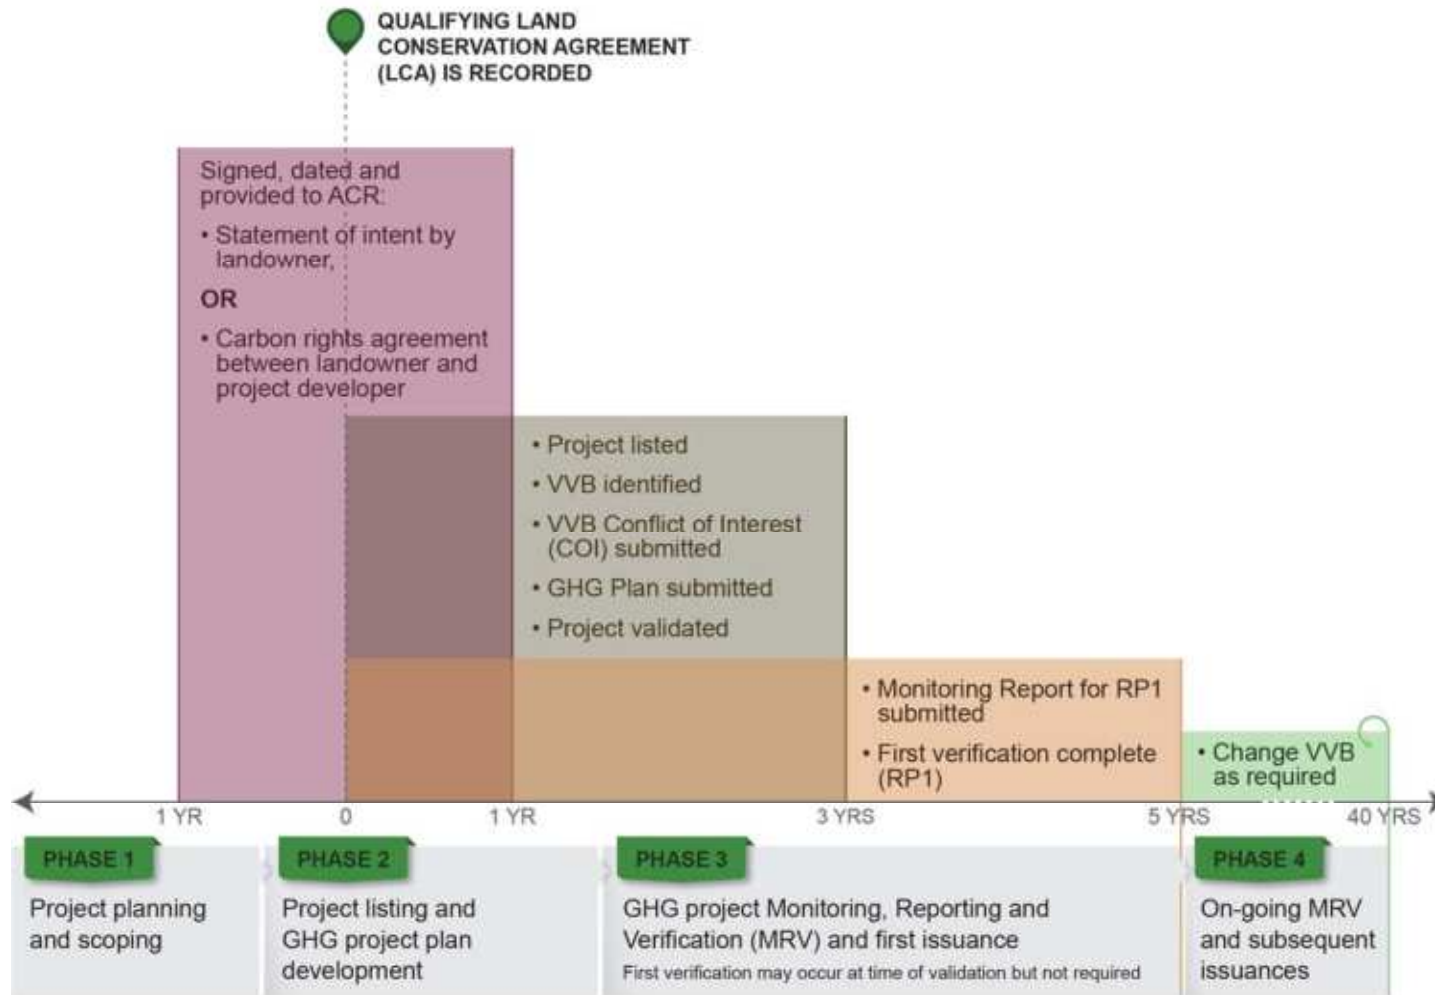 QUALIFYING LAND
CONSERVATION AGREEMENT
(LCA) IS RECORDED
Signed, dated and
provided to ACR:
• Statement of intent by
landowner,
OR
• Carbon rights agreement
between landowner and
project developer
• Project listed
• VVB identified
• VVB Conflict of Interest
(COI) submitted
• GHG Plan submitted
• Project validated
• Monitoring Report for RP1
submitted
• First verification complete
(RP1)
• Change VVB
as required
1 YR
0
1 YR
3 YRS
5 YRS
40 YRS
PHASE 1
Project planning
and scoping
PHASE 2
Project listing and
GHG project plan
development
PHASE 3
GHG project Monitoring, Reporting and
Verification (MRV) and first issuance
First verification may occur at time of validation but not required
PHASE 4
On-going MRV
and subsequent
issuances